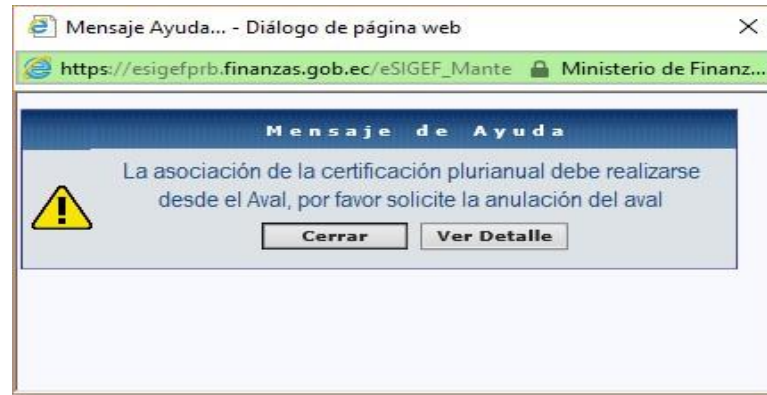 Mensaje Ayuda... - Diálogo de página web
https://esigefprb.finanzas.gob.ec/eSIGEF_Mante Ministerio de Finanz...
Mensaje de Ayuda
La asociación de la certificación plurianual debe realizarse
desde el Aval, por favor solicite la anulación del aval
Cerrar Ver Detalle